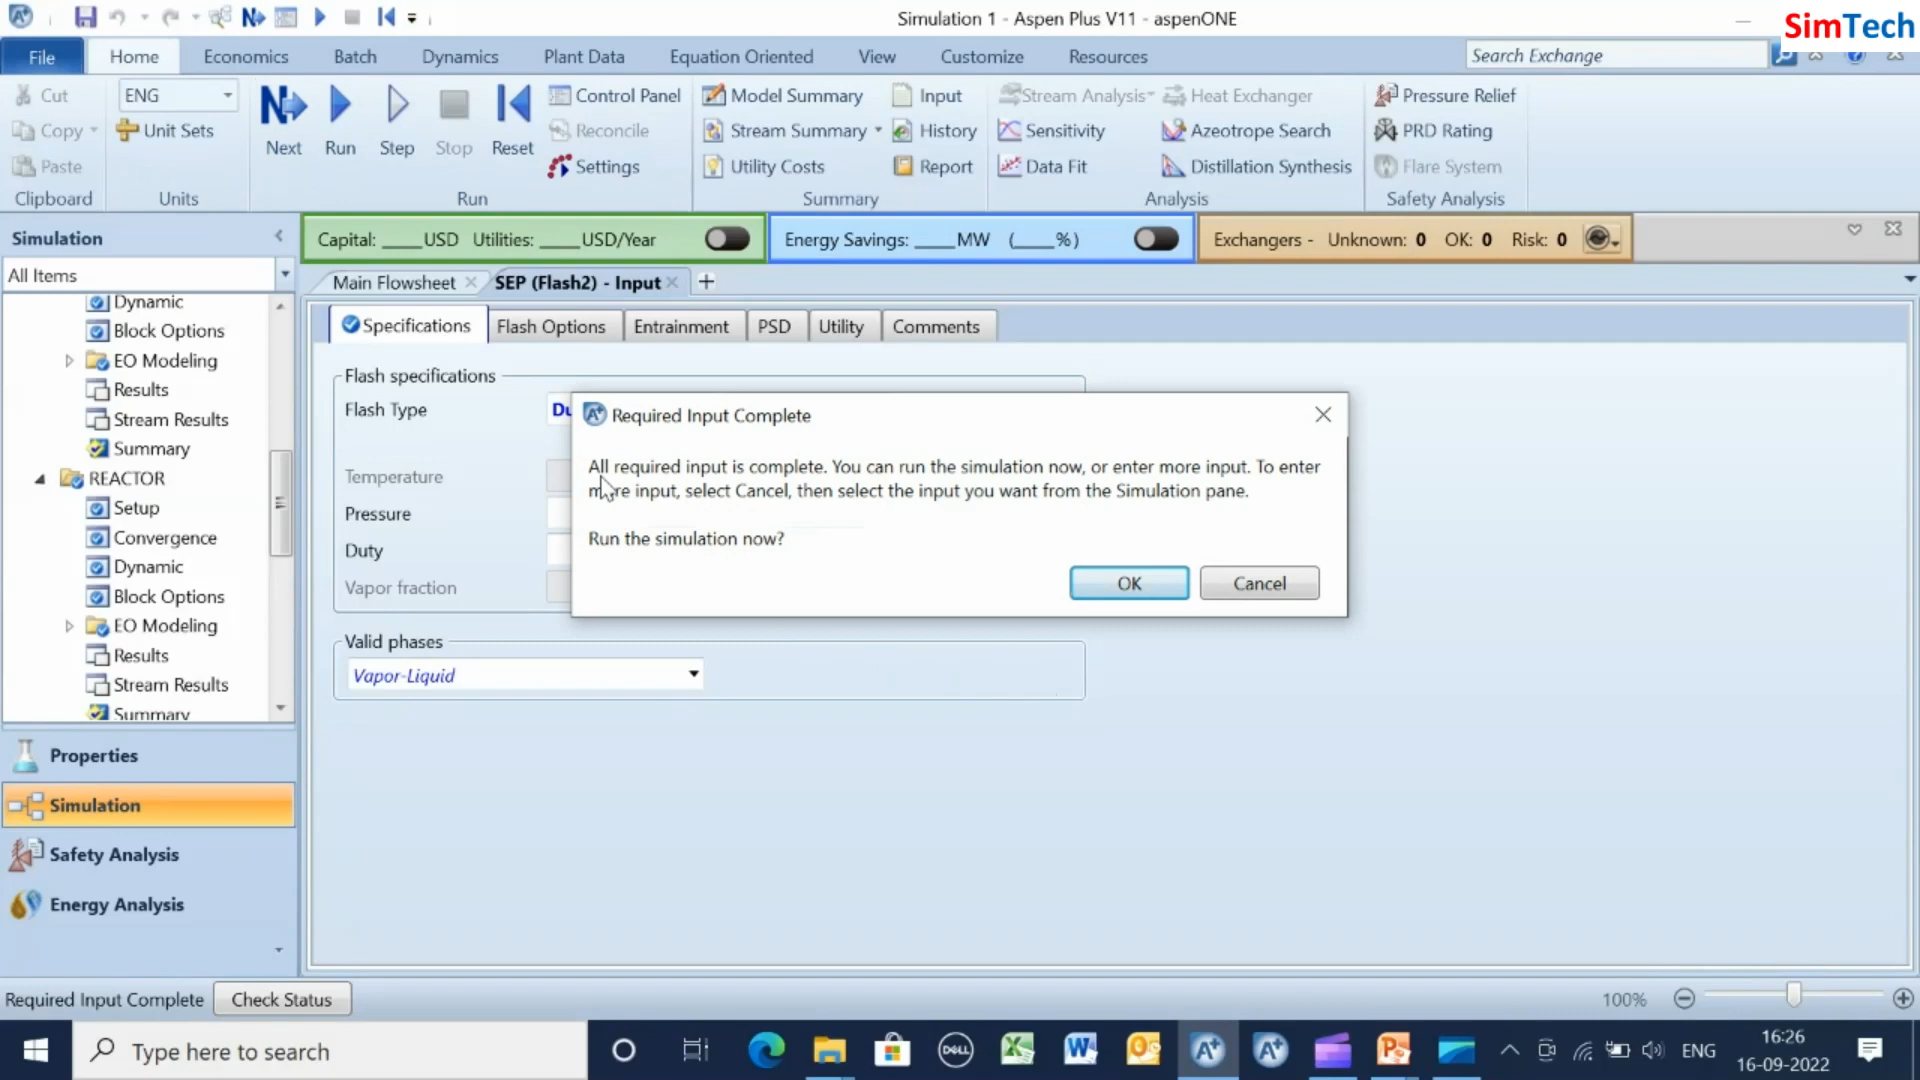 Simulation 1 - Aspen Plus V11 - aspenONE
SimTech
File
Home
Economics
Batch
Dynamics
Plant Data
Equation Oriented
View
Customize
Resources
Search Exchange
Cut
Copy
Paste
Clipboard
ENG
Unit Sets
Units
Next
Run
Step
Stop
Reset
Control Panel
Reconcile
Settings
Run
Model Summary
Stream Summary
Utility Costs
Input
History
Report
Summary
Stream Analysis
Sensitivity
Data Fit
Heat Exchanger
Azeotrope Search
Distillation Synthesis
Analysis
Pressure Relief
PRD Rating
Flare System
Safety Analysis
Simulation
Capital: ____USD Utilities: ____USD/Year
Energy Savings: ____MW (____%)
Exchangers - Unknown: 0 OK: 0 Risk: 0
All Items
Main Flowsheet
SEP (Flash2) - Input
Dynamic
Block Options
EO Modeling
Results
Stream Results
Summary
REACTOR
Setup
Convergence
Dynamic
Block Options
EO Modeling
Results
Stream Results
Summary
Properties
Simulation
Safety Analysis
Energy Analysis
Specifications
Flash Options
Entrainment
PSD
Utility
Comments
Flash specifications
Flash Type
Du
Temperature
Pressure
Duty
Vapor fraction
Valid phases
Vapor-Liquid
Required Input Complete
All required input is complete. You can run the simulation now, or enter more input. To enter
more input, select Cancel, then select the input you want from the Simulation pane.
Run the simulation now?
OK
Cancel
Required Input Complete
Check Status
100%
Type here to search
DELL
ENG
16:26
16-09-2022